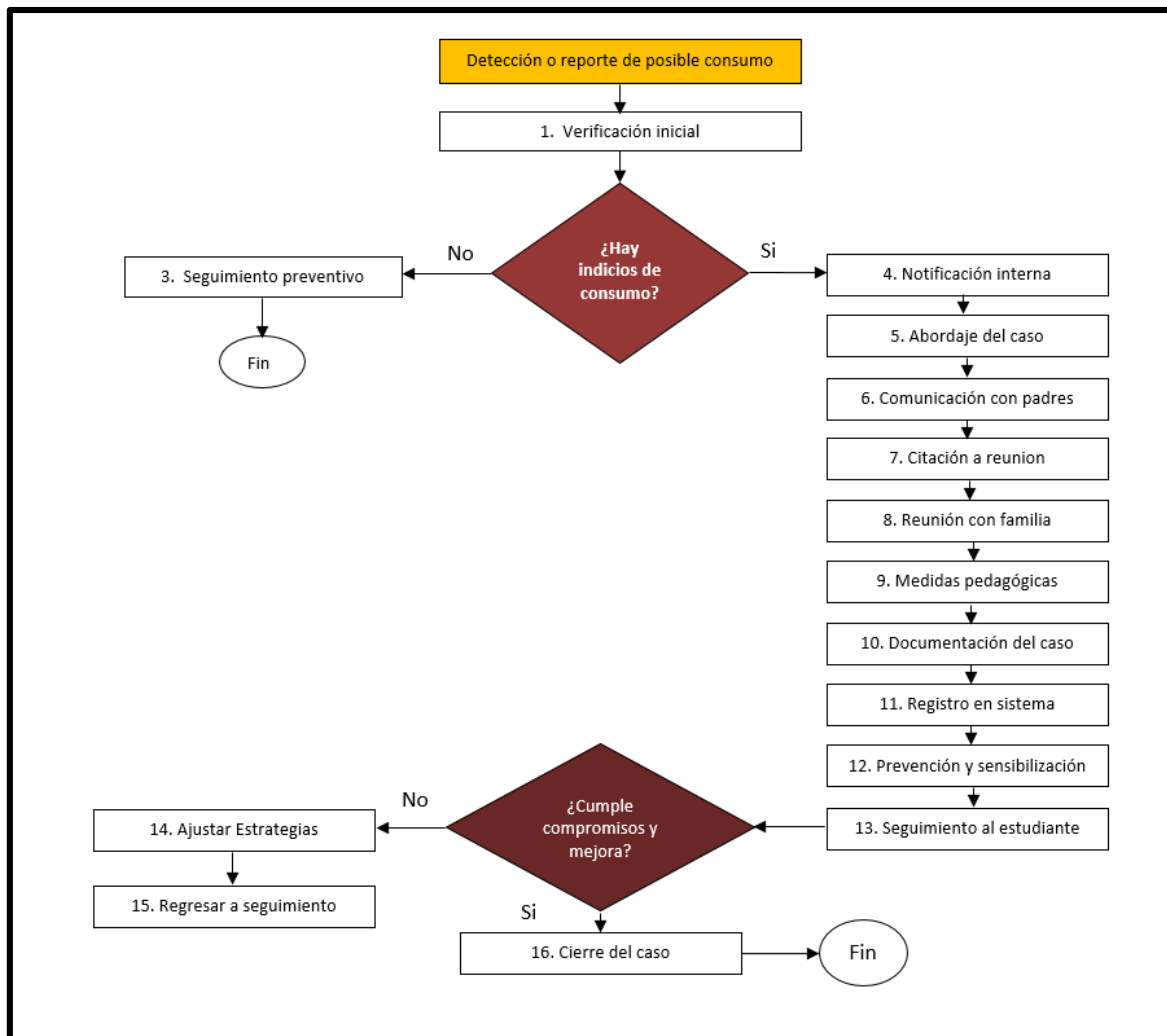 Detección o reporte de posible consumo
1. Verificación inicial
¿Hay
indicios de
consumo?
No
Si
3. Seguimiento preventivo
Fin
4. Notificación interna
5. Abordaje del caso
6. Comunicación con padres
7. Citación a reunion
8. Reunión con familia
9. Medidas pedagógicas
10. Documentación del caso
11. Registro en sistema
12. Prevención y sensibilización
13. Seguimiento al estudiante
¿Cumple
compromisos y
mejora?
No
14. Ajustar Estrategias
15. Regresar a seguimiento
Si
16. Cierre del caso
Fin